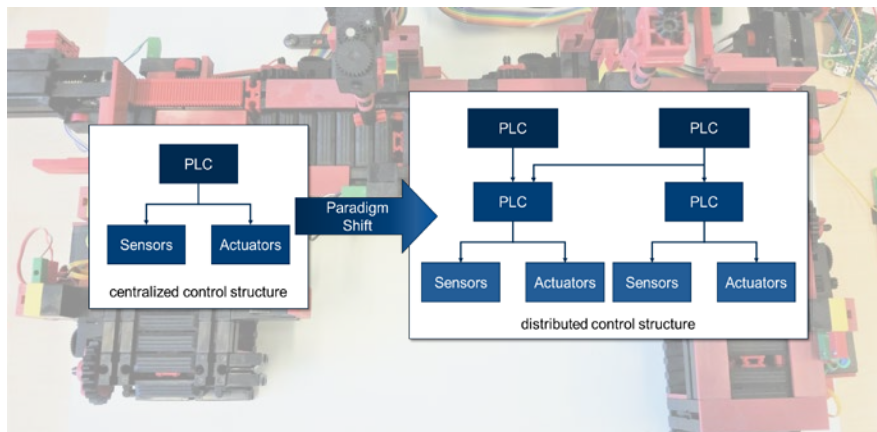 PLC
Sensors
Actuators
centralized control structure
Paradigm
Shift
PLC
PLC
PLC
PLC
Sensors
Actuators
Sensors
Actuators
distributed control structure